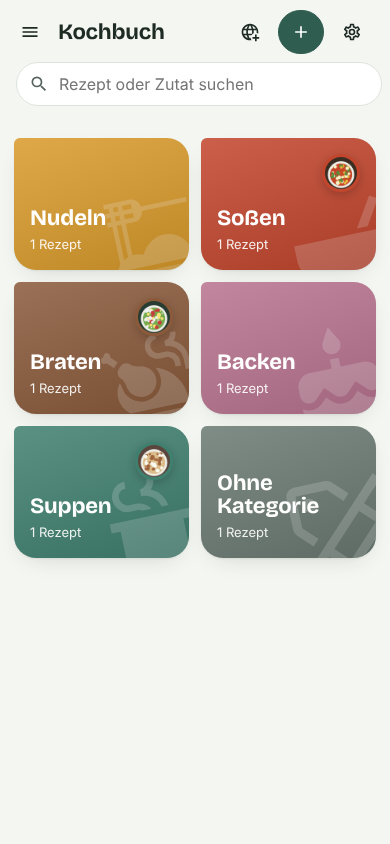 Kochbuch
Rezept oder Zutat suchen
Nudeln
1 Rezept
Soßen
1 Rezept
Braten
1 Rezept
Backen
1 Rezept
Suppen
1 Rezept
Ohne
Kategorie
1 Rezept